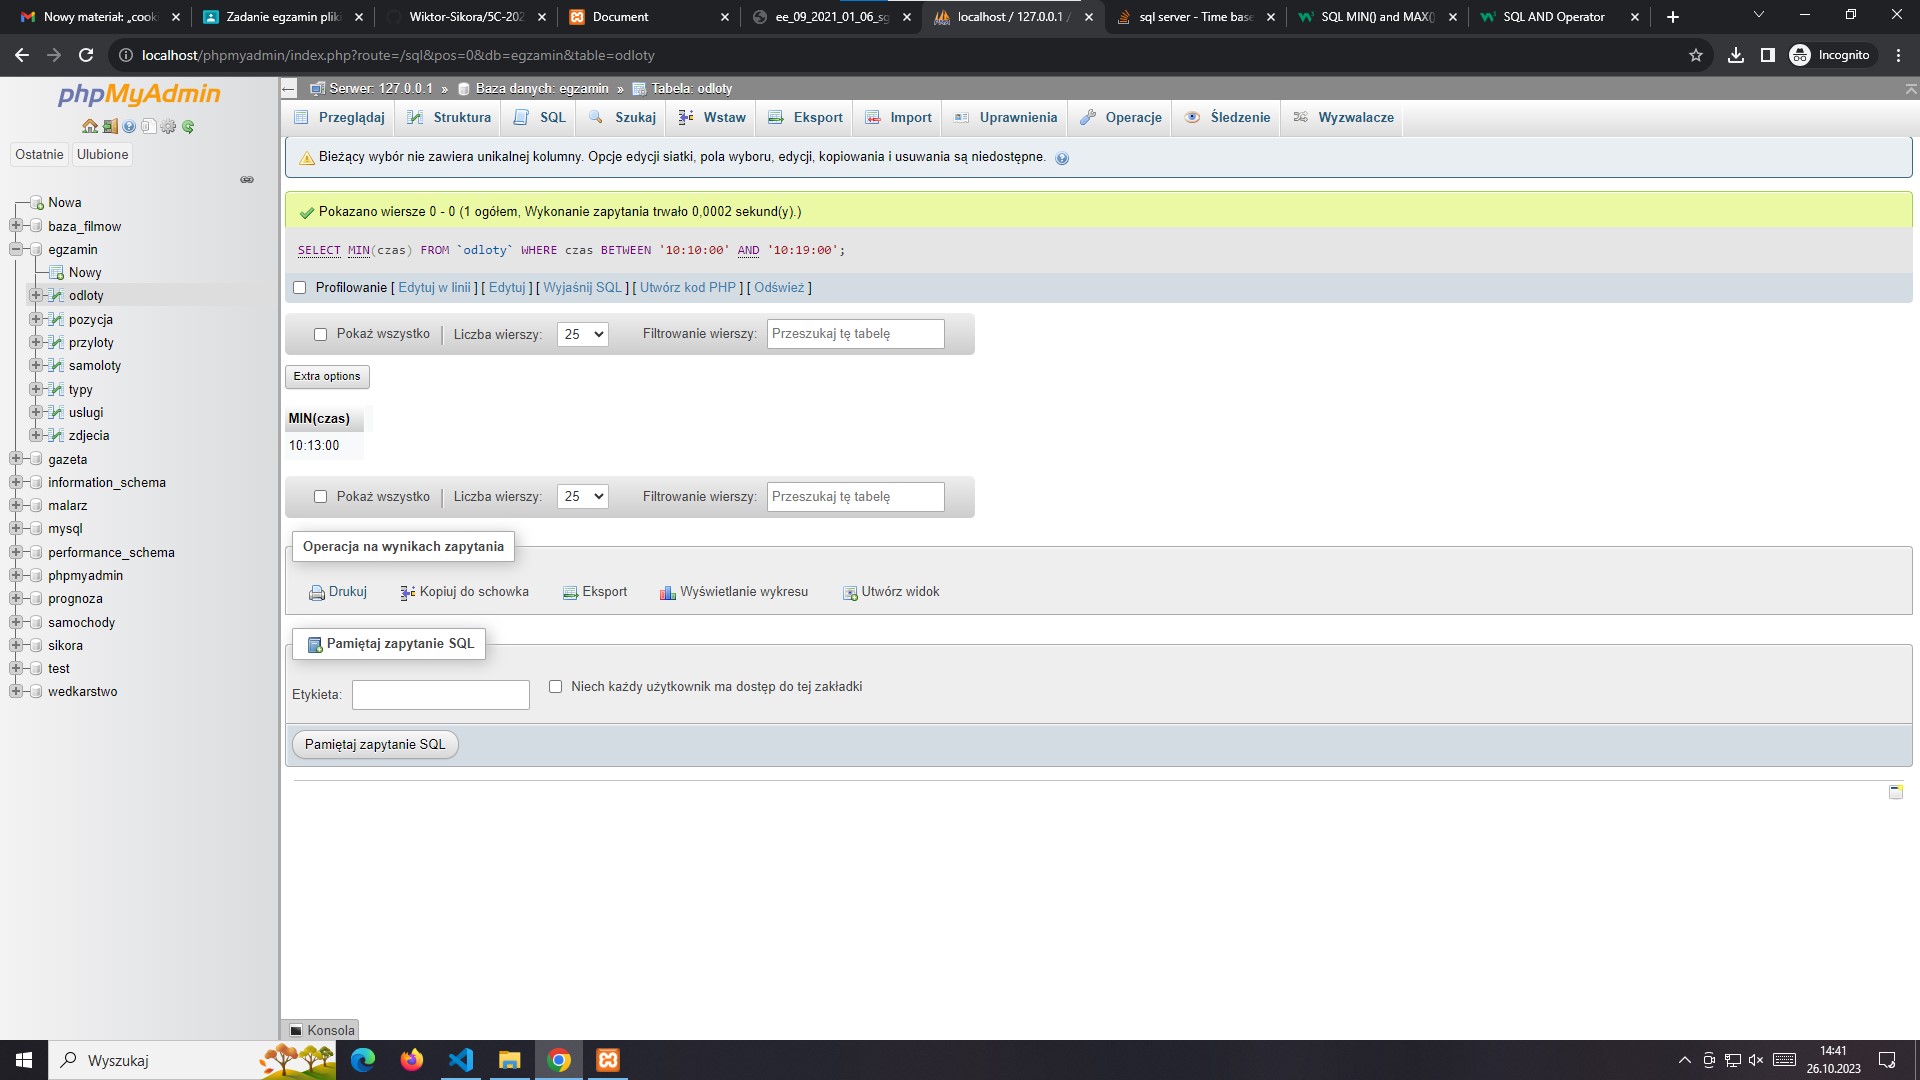 Nowy materiał: „cook
Zadanie egzamin pliki
Wiktor-Sikora/5C-202
Document
ee_09_2021_01_06_sq
localhost / 127.0.0.1 /
sql server - Time base
SQL MIN() and MAX()
SQL AND Operator
localhost/phpmyadmin/index.php?route=/sql&pos=0&db=egzamin&table=odloty
Incognito
phpMyAdmin
Ostatnie
Ulubione
Nowa
baza_filmow
egzamin
Nowy
odloty
pozycja
przyloty
samoloty
typy
uslugi
zdjecia
gazeta
information_schema
malarz
mysql
performance_schema
phpmyadmin
prognoza
samochody
sikora
test
wedkarstwo
Serwer: 127.0.0.1 » Baza danych: egzamin » Tabela: odloty
Przeglądaj
Struktura
SQL
Szukaj
Wstaw
Eksport
Import
Uprawnienia
Operacje
Śledzenie
Wyzwalacze
Bieżący wybór nie zawiera unikalnej kolumny. Opcje edycji siatki, pola wyboru, edycji, kopiowania i usuwania są niedostępne.
Pokazano wiersze 0 - 0 (1 ogółem, Wykonanie zapytania trwało 0,0002 sekund(y).)
SELECT MIN(czas) FROM `odloty` WHERE czas BETWEEN '10:10:00' AND '10:19:00';
Profilowanie [ Edytuj w linii ] [ Edytuj ] [ Wyjaśnij SQL ] [ Utwórz kod PHP ] [ Odśwież ]
Pokaż wszystko | Liczba wierszy: 25 Filtrowanie wierszy: Przeszukaj tę tabelę
Extra options
MIN(czas)
10:13:00
Pokaż wszystko | Liczba wierszy: 25 Filtrowanie wierszy: Przeszukaj tę tabelę
Operacja na wynikach zapytania
Drukuj
Kopiuj do schowka
Eksport
Wyświetlanie wykresu
Utwórz widok
Pamiętaj zapytanie SQL
Etykieta:
Niech każdy użytkownik ma dostęp do tej zakładki
Pamiętaj zapytanie SQL
Konsola
Wyszukaj
14:41
26.10.2023